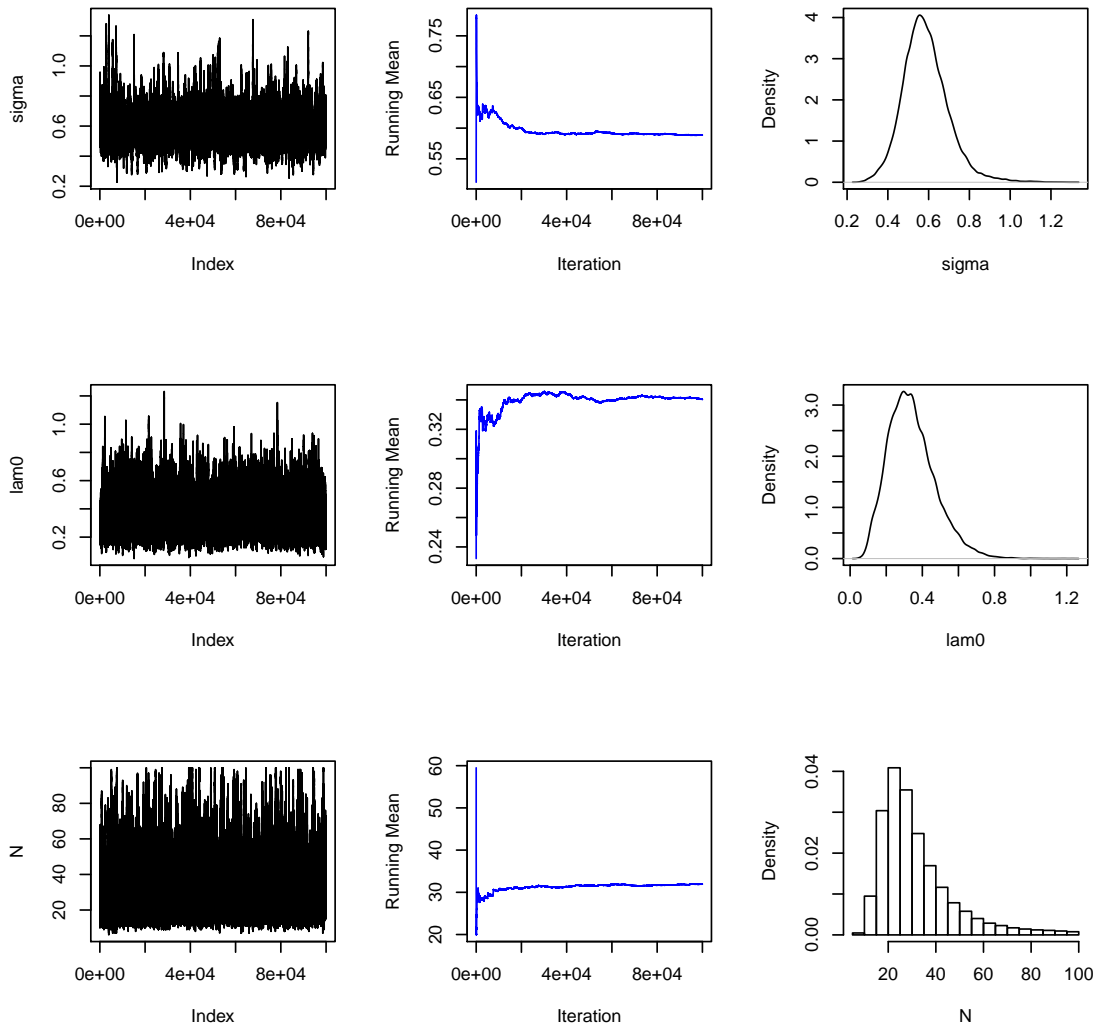 sigma
0.2 0.6 1.0
0e+00 4e+04 8e+04
Index
Running Mean
0.55 0.65 0.75
0e+00 4e+04 8e+04
Iteration
Density
0 1 2 3 4
0.2 0.4 0.6 0.8 1.0 1.2
sigma
lam0
0.2 0.6 1.0
0e+00 4e+04 8e+04
Index
Running Mean
0.24 0.28 0.32
0e+00 4e+04 8e+04
Iteration
Density
0.0 1.0 2.0 3.0
0.0 0.4 0.8 1.2
lam0
N
20 40 60 80
0e+00 4e+04 8e+04
Index
Running Mean
20 30 40 50 60
0e+00 4e+04 8e+04
Iteration
Density
0.00 0.02 0.04
20 40 60 80 100
N